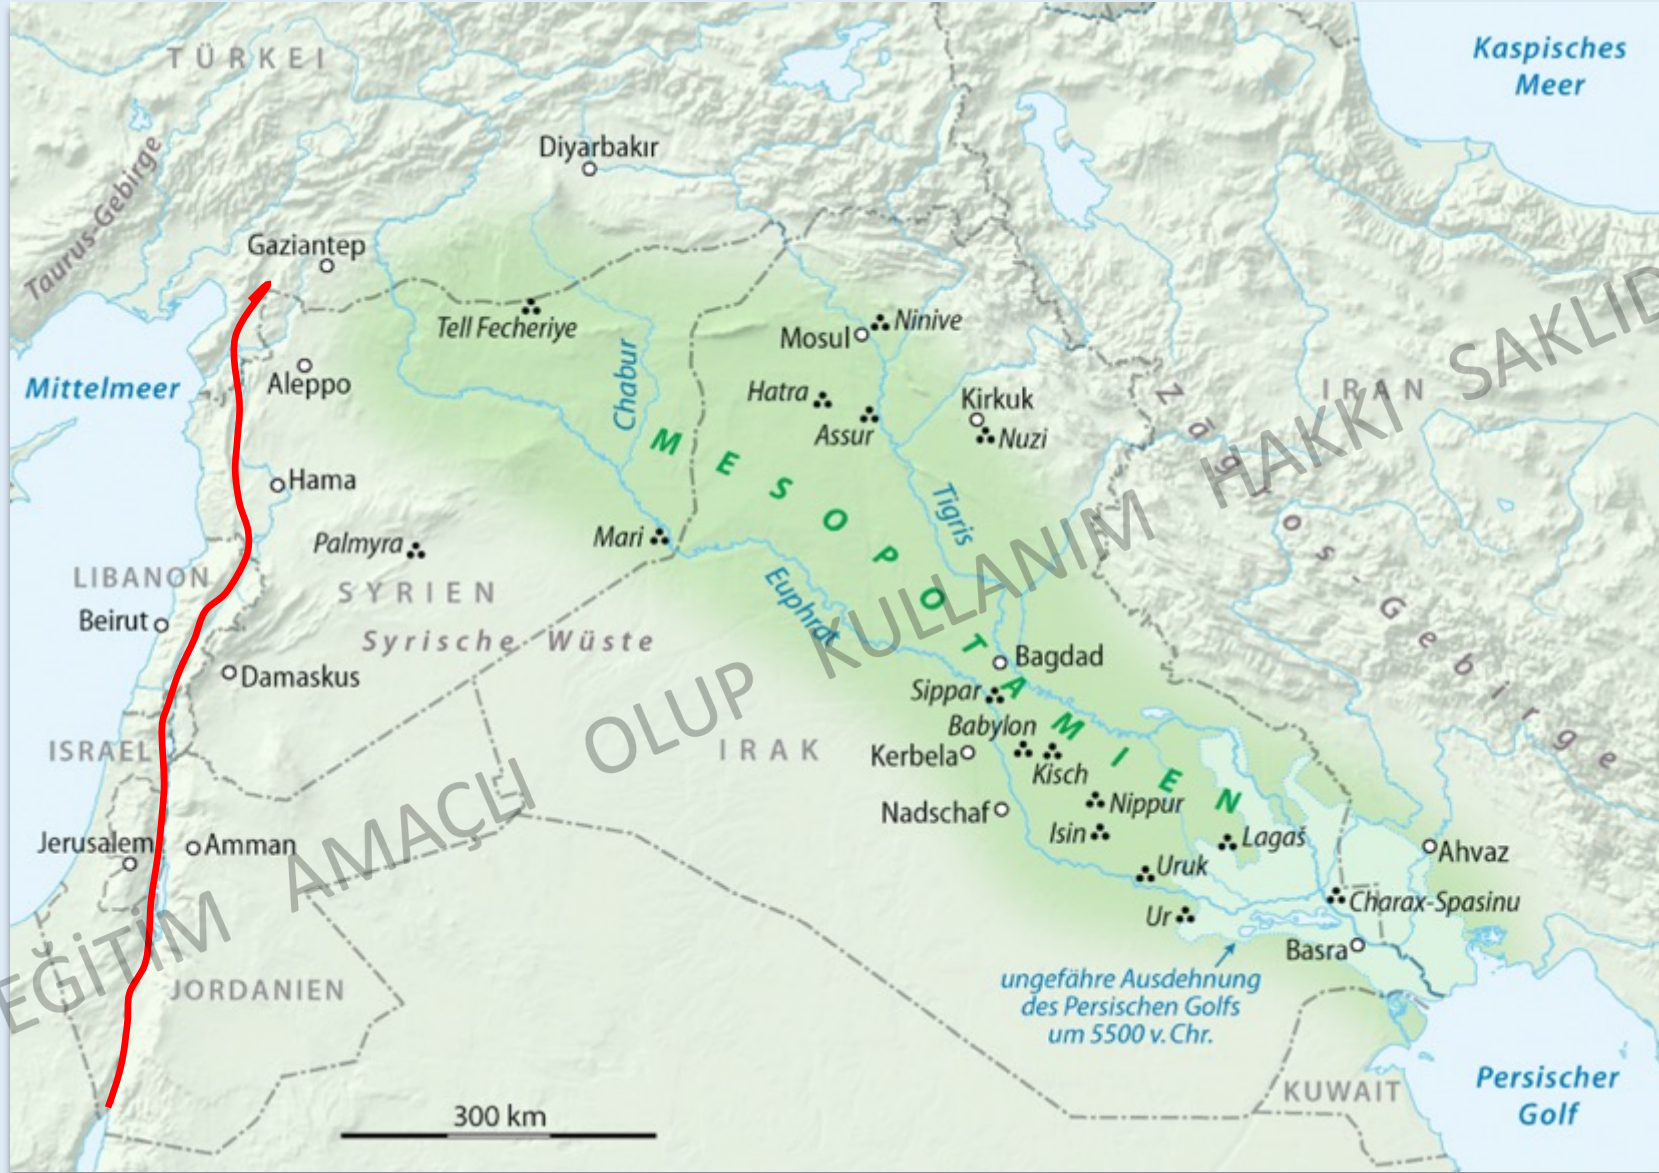 TÜRKEI
Kaspisches
Meer
Diyarbakır
Taurus-Gebirge
Gaziantep
Tell Fecheriye
Mosul
Ninive
Mittelmeer
Aleppo
Chabur
Hatra
Assur
Kirkuk
Nuzi
Zagros-Gebirge
IRAN
MESOPOTAMIEN
Hama
Tigris
Palmyra
Mari
LIBANON
SYRIEN
Euphrat
Beirut
Syrische Wüste
Bagdad
Damaskus
Sippar
Babylon
ISRAEL
IRAK
Kerbela
Kisch
Nippur
Nadschaf
Isin
Lagaš
Jerusalem
Amman
Ahvaz
Uruk
Charax-Spasinu
Ur
Basra
JORDANIEN
ungefähre Ausdehnung
des Persischen Golfs
um 5500 v. Chr.
KUWAIT
Persischer
Golf
300 km
EĞİTİM AMAÇLI OLUP KULLANIM HAKKI SAKLID